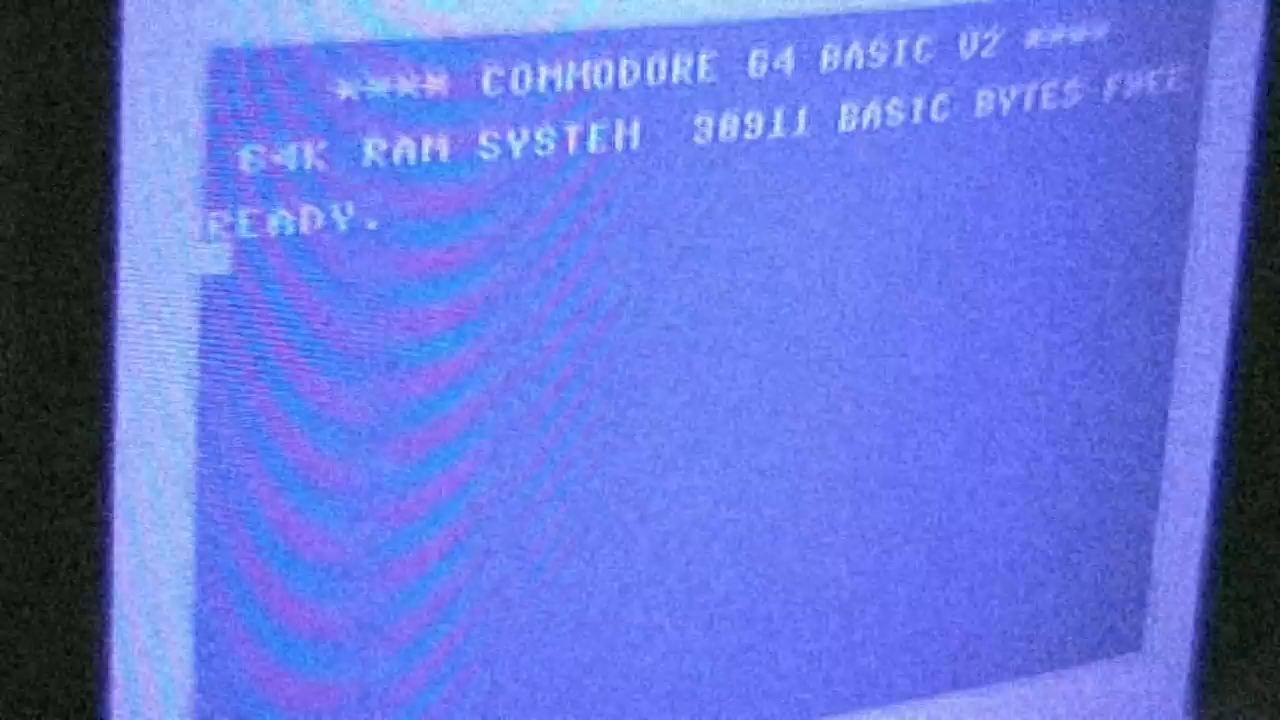 **** COMMODORE 64 BASIC V2 ****
64K RAM SYSTEM 38911 BASIC BYTES FREE
READY.